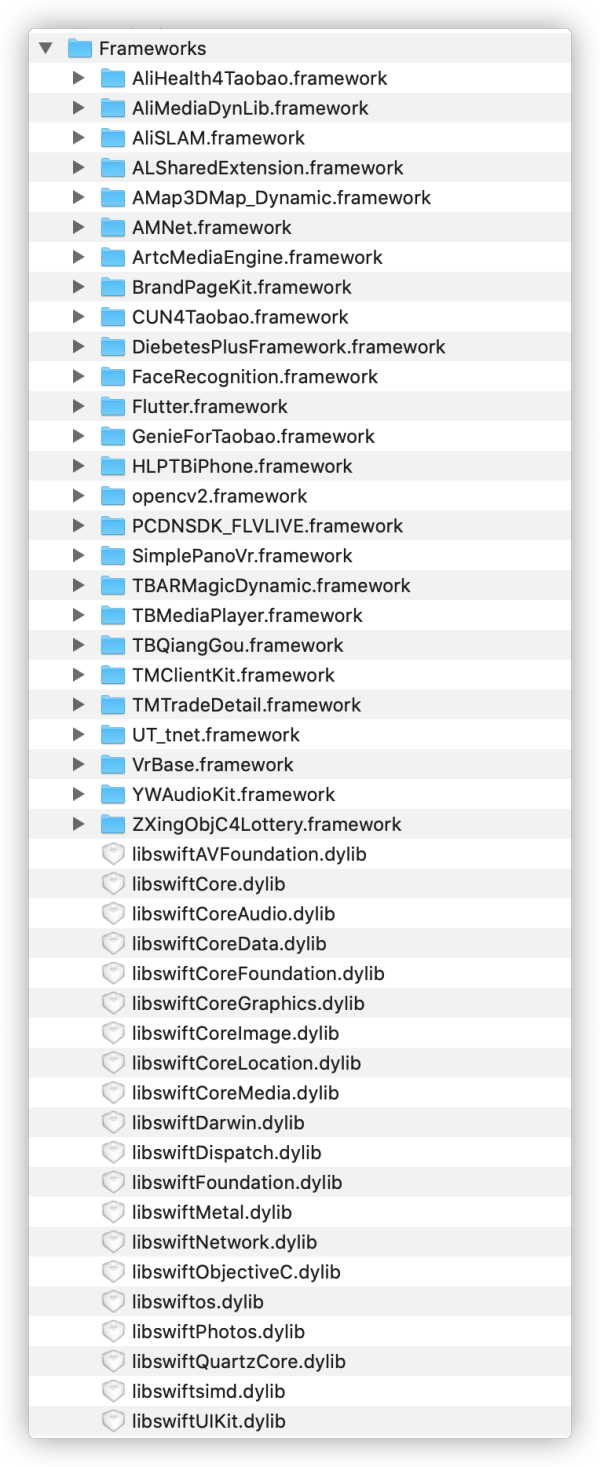 Frameworks
AliHealth4Taobao.framework
AliMediaDynLib.framework
AliSLAM.framework
ALSharedExtension.framework
AMap3DMap_Dynamic.framework
AMNet.framework
ArtcMediaEngine.framework
BrandPageKit.framework
CUN4Taobao.framework
DiebetesPlusFramework.framework
FaceRecognition.framework
Flutter.framework
GenieForTaobao.framework
HLPTBiPhone.framework
opencv2.framework
PCDNSDK_FLVLIVE.framework
SimplePanoVr.framework
TBARMagicDynamic.framework
TBMediaPlayer.framework
TBQiangGou.framework
TMClientKit.framework
TMTradeDetail.framework
UT_tnet.framework
VrBase.framework
YWAudioKit.framework
ZXingObjC4Lottery.framework
libswiftAVFoundation.dylib
libswiftCore.dylib
libswiftCoreAudio.dylib
libswiftCoreData.dylib
libswiftCoreFoundation.dylib
libswiftCoreGraphics.dylib
libswiftCoreImage.dylib
libswiftCoreLocation.dylib
libswiftCoreMedia.dylib
libswiftDarwin.dylib
libswiftDispatch.dylib
libswiftFoundation.dylib
libswiftMetal.dylib
libswiftNetwork.dylib
libswiftObjectiveC.dylib
libswiftos.dylib
libswiftPhotos.dylib
libswiftQuartzCore.dylib
libswiftsimd.dylib
libswiftUIKit.dylib